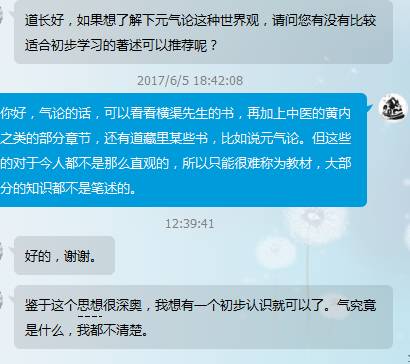 道长好，如果想了解下元气论这种世界观，请问您有没有比较
适合初步学习的著述可以推荐呢？
2017/6/5 18:42:08
你好，气论的话，可以看看横渠先生的书，再加上中医的黄内
之类的部分章节，还有道藏里某些书，比如说元气论。但这些
的对于今人都不是那么直观的，所以只能很难称为教材，大部
分的知识都不是笔述的。
12:39:41
好的，谢谢。
鉴于这个思想很深奥，我想有一个初步认识就可以了。气究竟
是什么，我都不清楚。